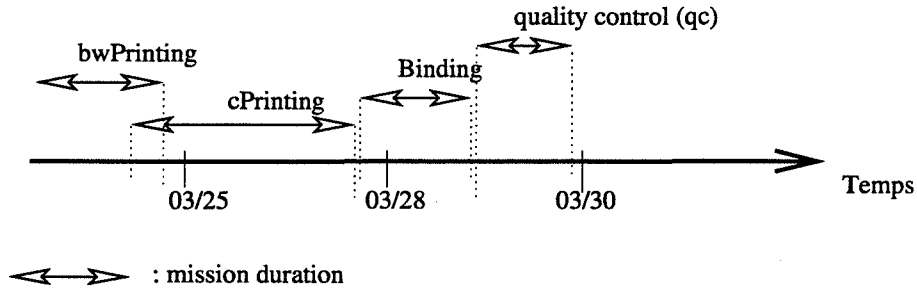 quality control (qc)
bwPrinting
Binding
cPrinting
03/25
03/28
03/30
Temps
: mission duration